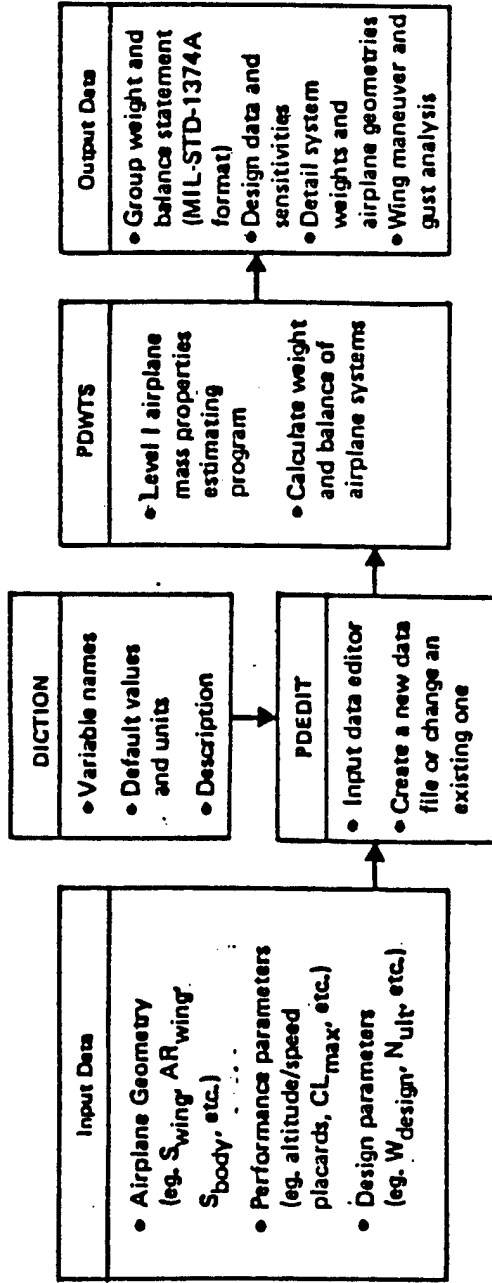 Input Data
• Airplane Geometry
(eg. S_wing, AR_wing,
S_body, etc.)
• Performance parameters
(eg. altitude/speed
placards, CL_max, etc.)
• Design parameters
(eg. W_design, N_ult, etc.)
DICTION
• Variable names
• Default values
and units
• Description
PDEDIT
• Input data editor
• Create a new data
file or change an
existing one
PDWTS
• Level I airplane
mass properties
estimating
program
• Calculate weight
and balance of
airplane systems
Output Data
• Group weight and
balance statement
(MIL-STD-1374A
format)
• Design data and
sensitivities
• Detail system
weights and
airplane geometries
• Wing maneuver and
gust analysis